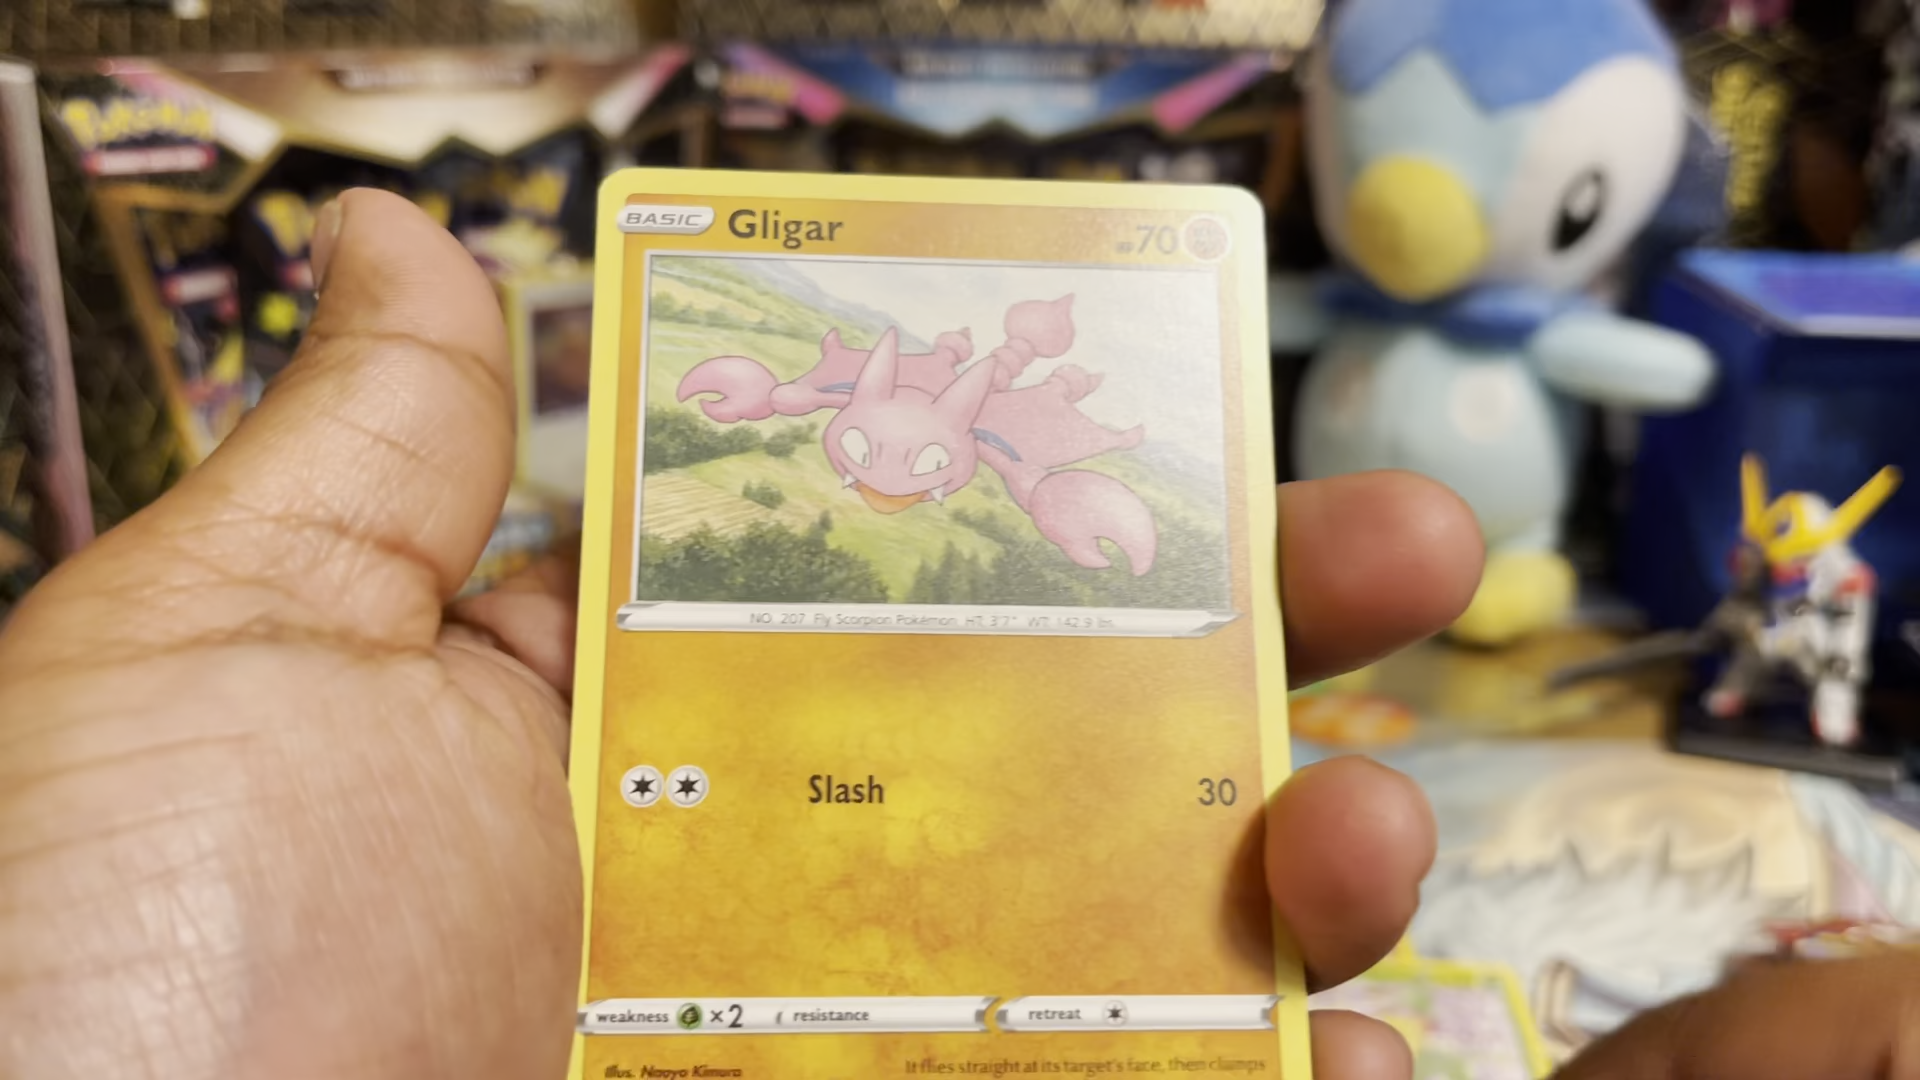 Pokémon
BASIC Gligar HP70
NO. 207 Fly Scorpion Pokémon HT: 3'7" WT: 142.9 lbs.
Slash 30
weakness ×2 resistance retreat
Illus. Naoyo Kimura
It flies straight at its target's face, then clamps